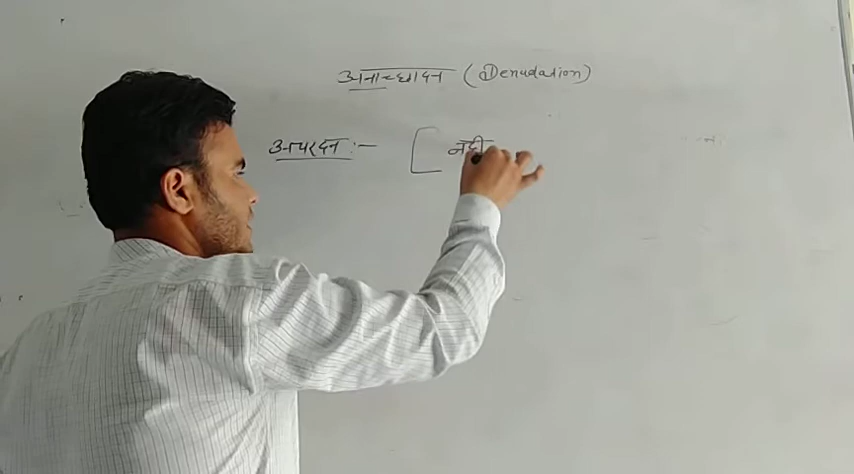 अनाच्छादन (Denudation)
अपरदन :- [ नदी